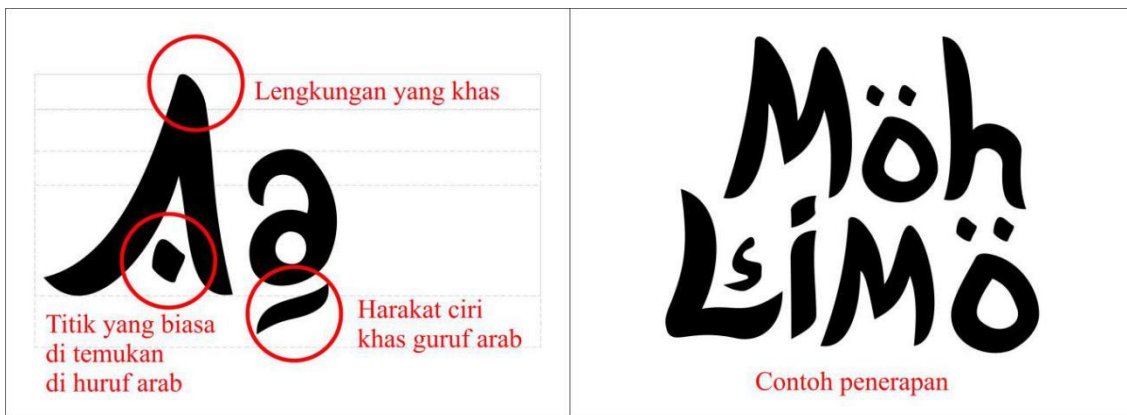 Aa
Lengkungan yang khas
Titik yang biasa
di temukan
di huruf arab
Harakat ciri
khas guruf arab
Möh
Limö
Contoh penerapan